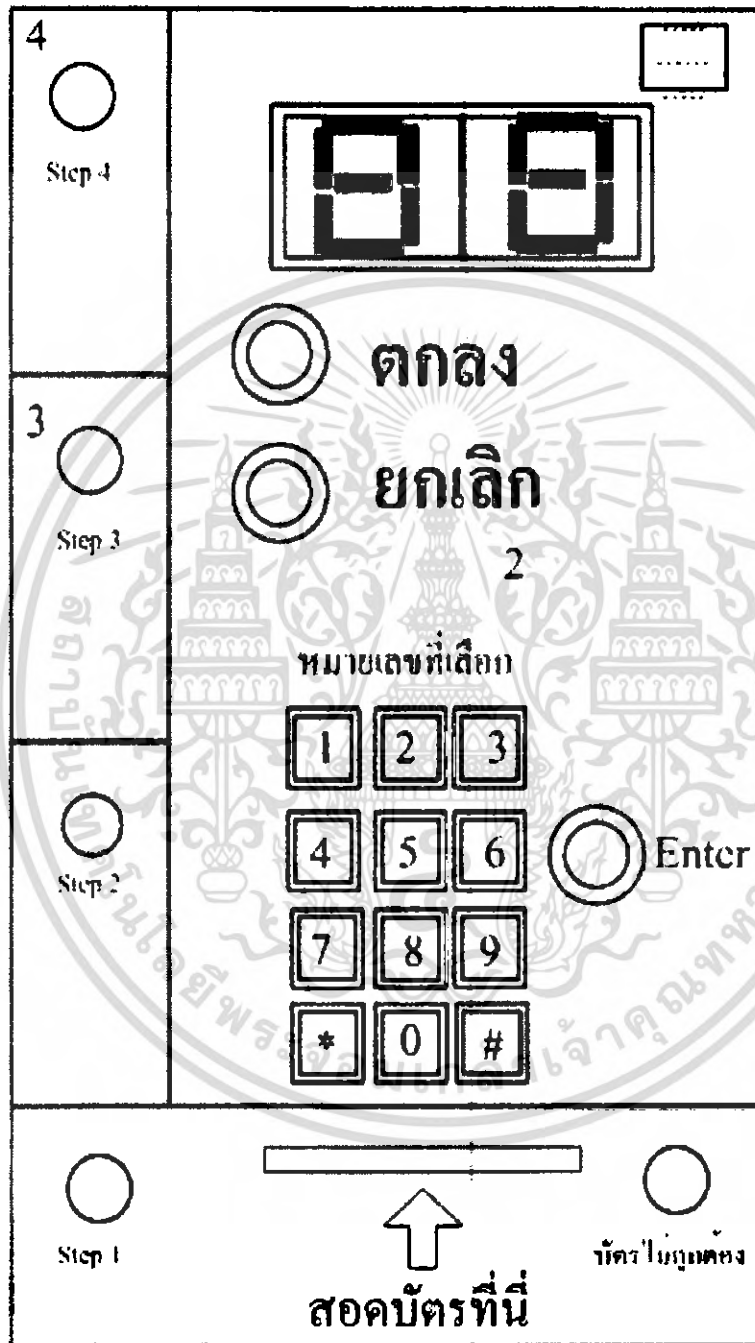 4
Step 4
ตกลง
3
ยกเลิก
Step 3
2
หมายเลขที่เลือก
1 2 3
4 5 6 Enter
Step 2
7 8 9
* 0 #
Step 1
บัตรไม่ถูกต้อง
สอดบัตรที่นี่